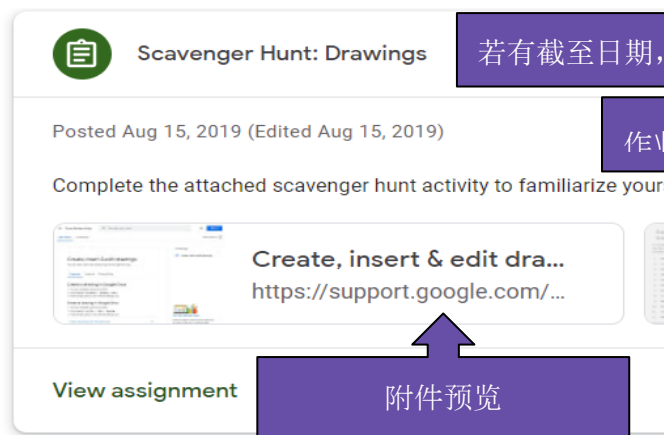 Scavenger Hunt: Drawings
若有截至日期，
Posted Aug 15, 2019 (Edited Aug 15, 2019)
作业
Complete the attached scavenger hunt activity to familiarize your
Create, insert & edit dra...
https://support.google.com/...
View assignment
附件预览